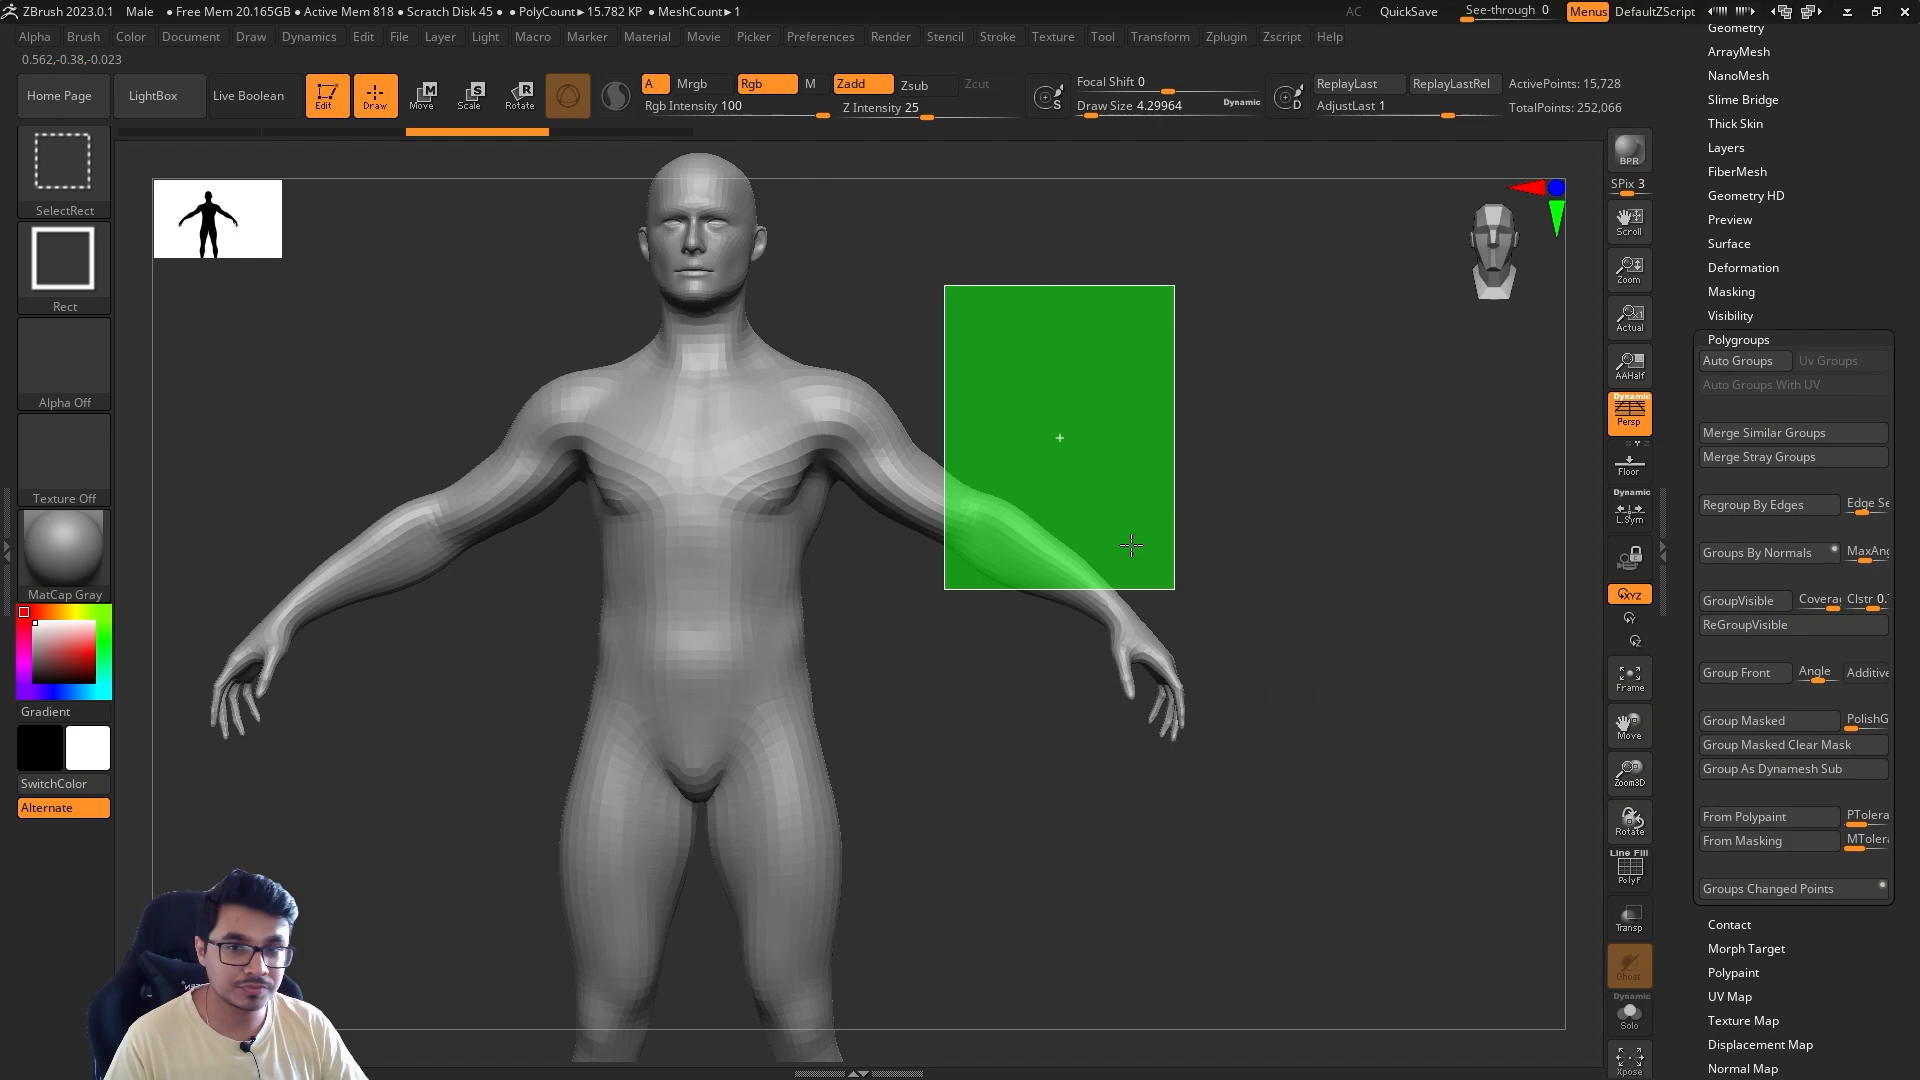 ZBrush 2023.0.1 Male • Free Mem 20.165GB • Active Mem 818 • Scratch Disk 45 • • PolyCount► 15.782 KP • MeshCount► 1 AC QuickSave See-through 0 Menus DefaultZScript
Alpha Brush Color Document Draw Dynamics Edit File Layer Light Macro Marker Material Movie Picker Preferences Render Stencil Stroke Texture Tool Transform Zplugin Zscript Help
0.562,-0.38,-0.023
Home Page LightBox Live Boolean Edit Draw Move Scale Rotate
A Mrgb Rgb M Zadd Zsub Zcut
Rgb Intensity 100 Z Intensity 25
Focal Shift 0
Draw Size 4.29964 Dynamic
ReplayLast ReplayLastRel ActivePoints: 15,728
AdjustLast 1 TotalPoints: 252,066
SelectRect
Rect
Alpha Off
Texture Off
MatCap Gray
Gradient
SwitchColor
Alternate
BPR
SPix 3
Scroll
Zoom
Actual
AAHalf
Dynamic
Persp
Floor
Dynamic
L.Sym
XYZ
Frame
Move
Zoom3D
Rotate
Line Fill
PolyF
Transp
Ghost
Dynamic
Solo
Xpose
Geometry
ArrayMesh
NanoMesh
Slime Bridge
Thick Skin
Layers
FiberMesh
Geometry HD
Preview
Surface
Deformation
Masking
Visibility
Polygroups
Auto Groups Uv Groups
Auto Groups With UV
Merge Similar Groups
Merge Stray Groups
Regroup By Edges Edge Se
Groups By Normals MaxAng
GroupVisible Covera Clstr 0.
ReGroupVisible
Group Front Angle Additive
Group Masked PolishG
Group Masked Clear Mask
Group As Dynamesh Sub
From Polypaint PTolera
From Masking MTolera
Groups Changed Points
Contact
Morph Target
Polypaint
UV Map
Texture Map
Displacement Map
Normal Map